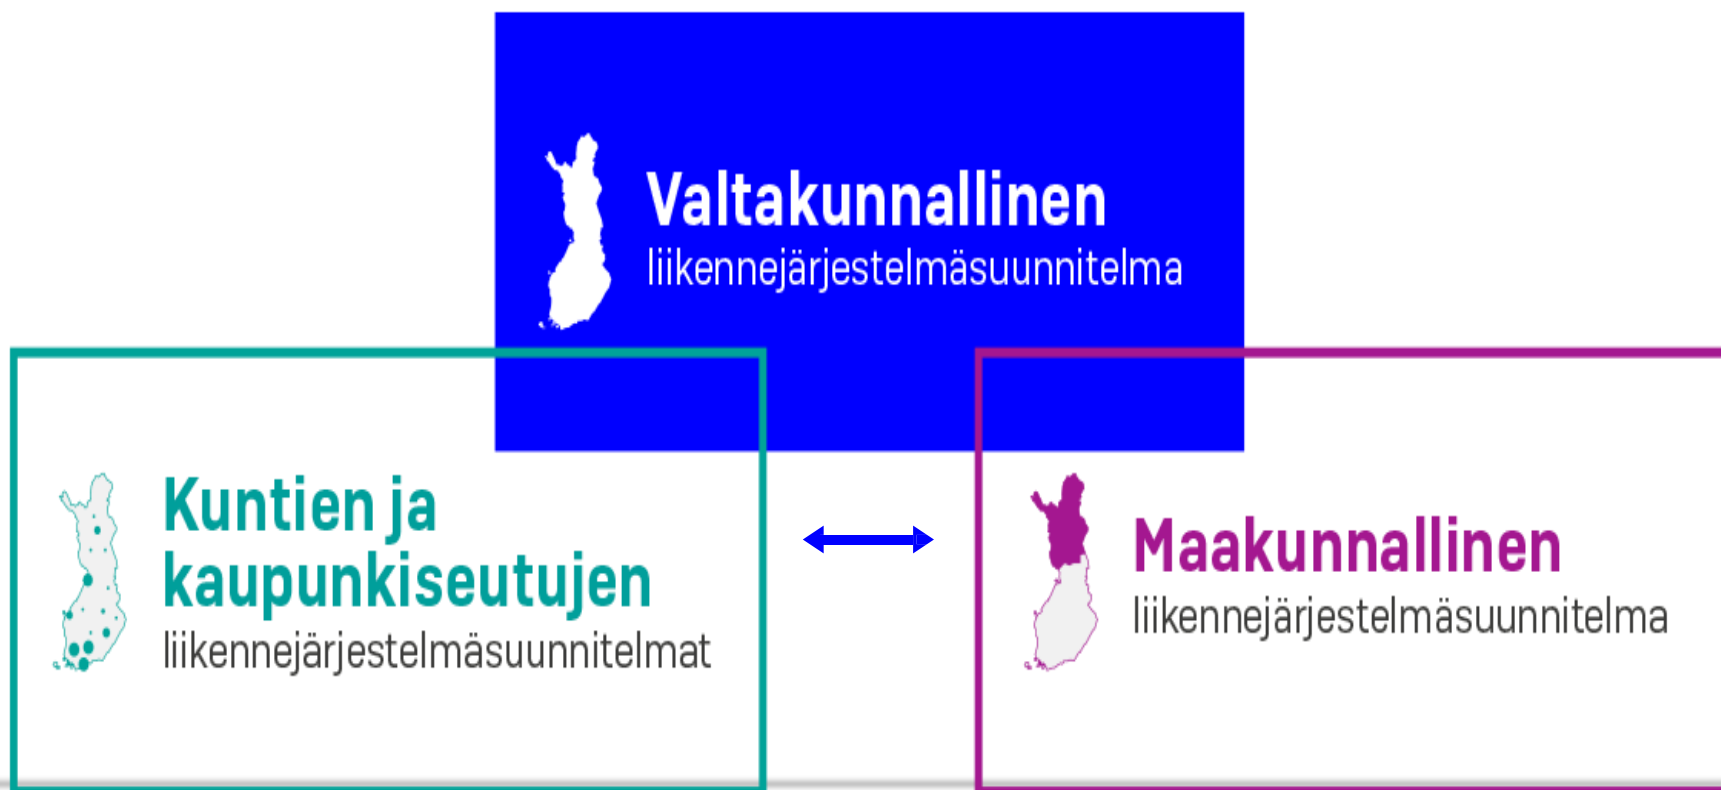 Valtakunnallinen
liikennejärjestelmäsuunnitelma
Kuntien ja
kaupunkiseutujen
liikennejärjestelmäsuunnitelmat
Maakunnallinen
liikennejärjestelmäsuunnitelma